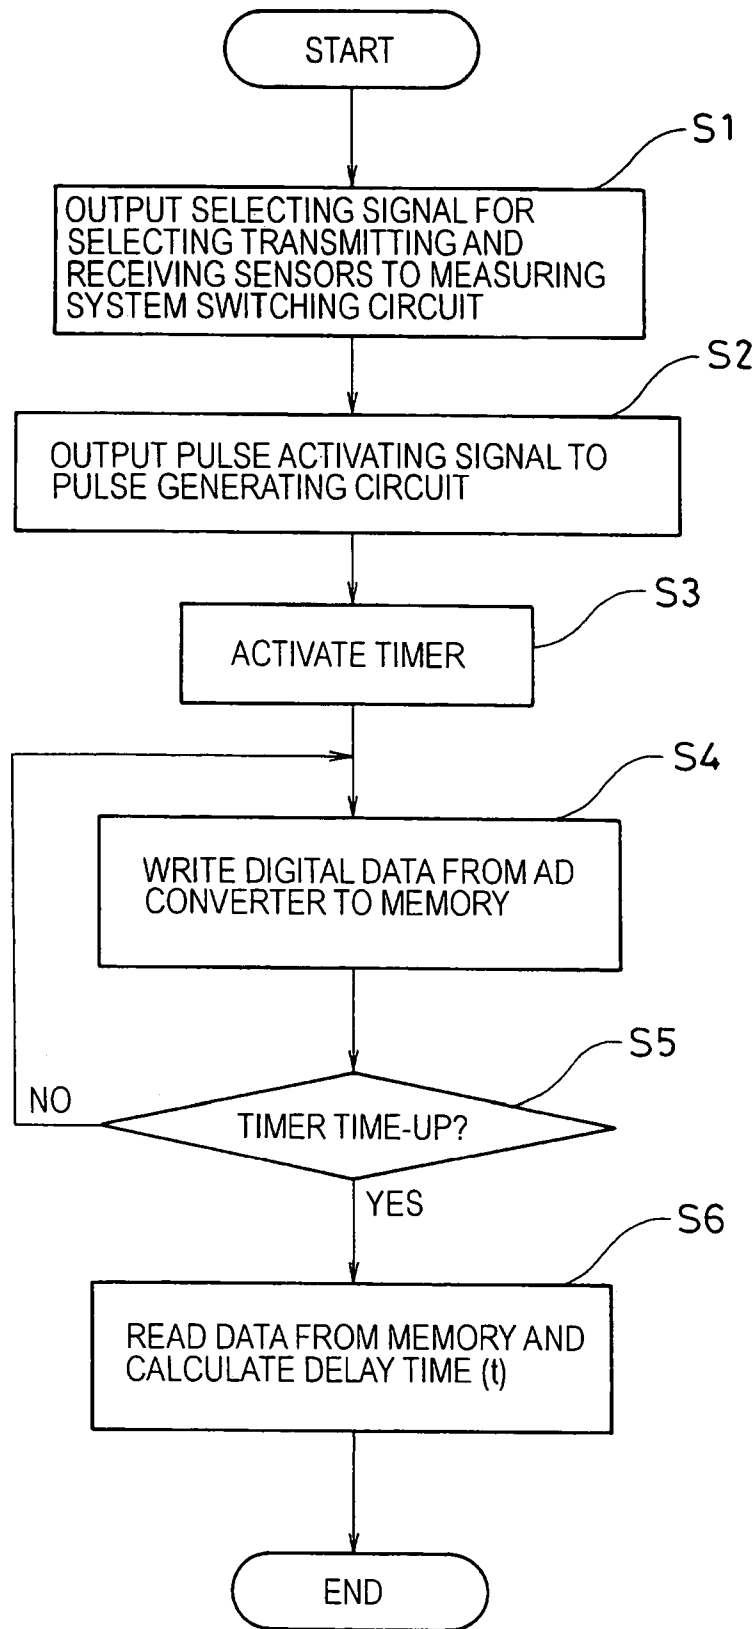 START
S1
OUTPUT SELECTING SIGNAL FOR
SELECTING TRANSMITTING AND
RECEIVING SENSORS TO MEASURING
SYSTEM SWITCHING CIRCUIT
S2
OUTPUT PULSE ACTIVATING SIGNAL TO
PULSE GENERATING CIRCUIT
S3
ACTIVATE TIMER
S4
WRITE DIGITAL DATA FROM AD
CONVERTER TO MEMORY
S5
NO
TIMER TIME-UP?
YES
S6
READ DATA FROM MEMORY AND
CALCULATE DELAY TIME (t)
END